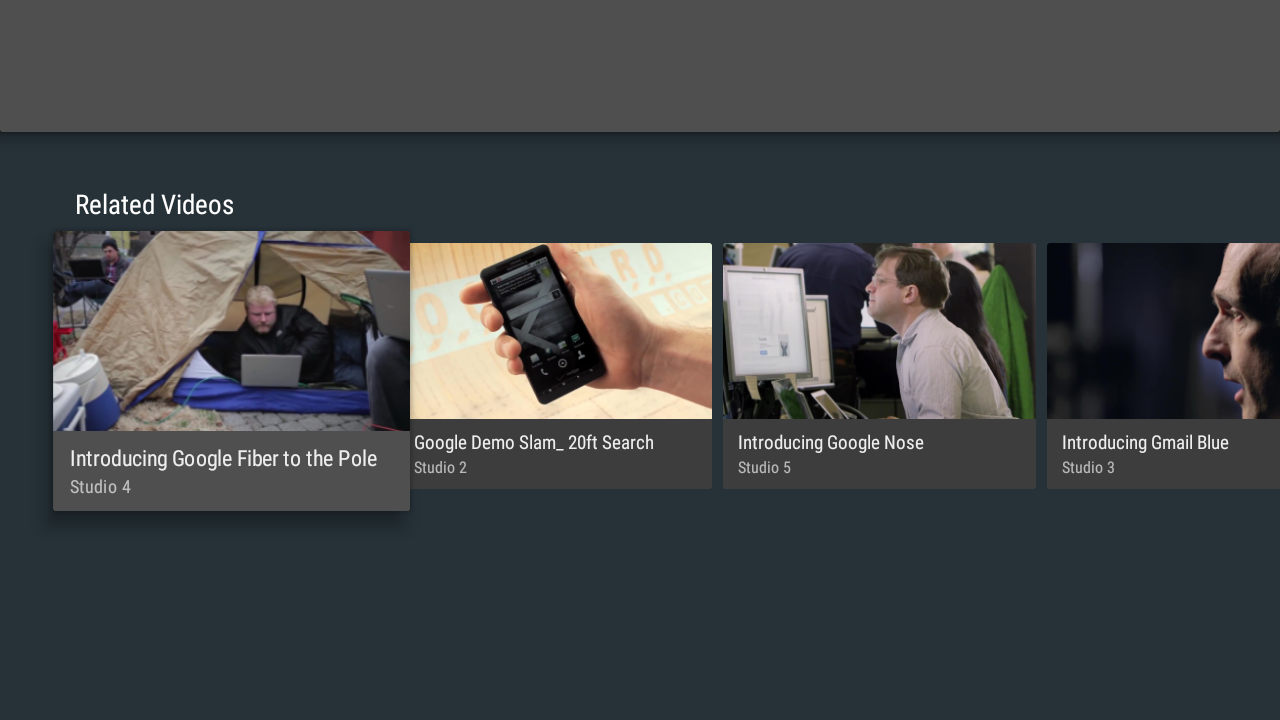 Related Videos
Introducing Google Fiber to the Pole
Studio 4
Google Demo Slam_ 20ft Search
Studio 2
Introducing Google Nose
Studio 5
Introducing Gmail Blue
Studio 3